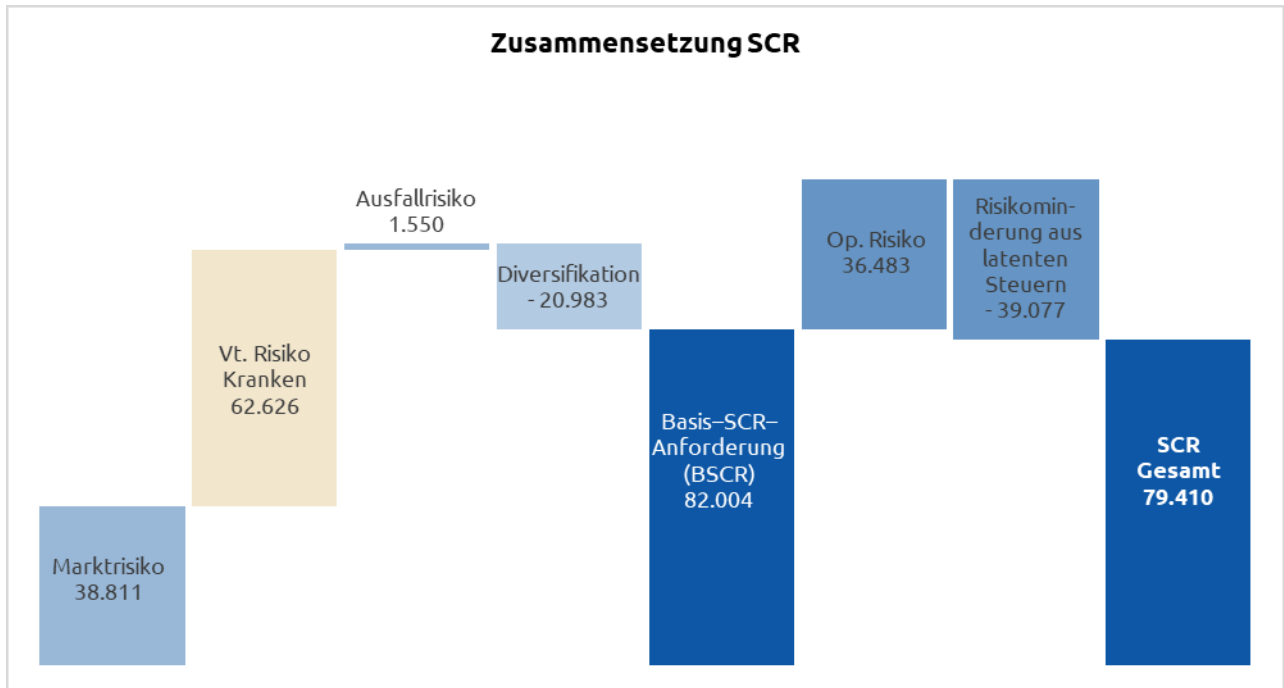 Zusammensetzung SCR
Marktrisiko
38.811
Vt. Risiko
Kranken
62.626
Ausfallrisiko
1.550
Diversifikation
- 20.983
Basis–SCR–
Anforderung
(BSCR)
82.004
Op. Risiko
36.483
Risikomin-
derung aus
latenten
Steuern
- 39.077
SCR
Gesamt
79.410